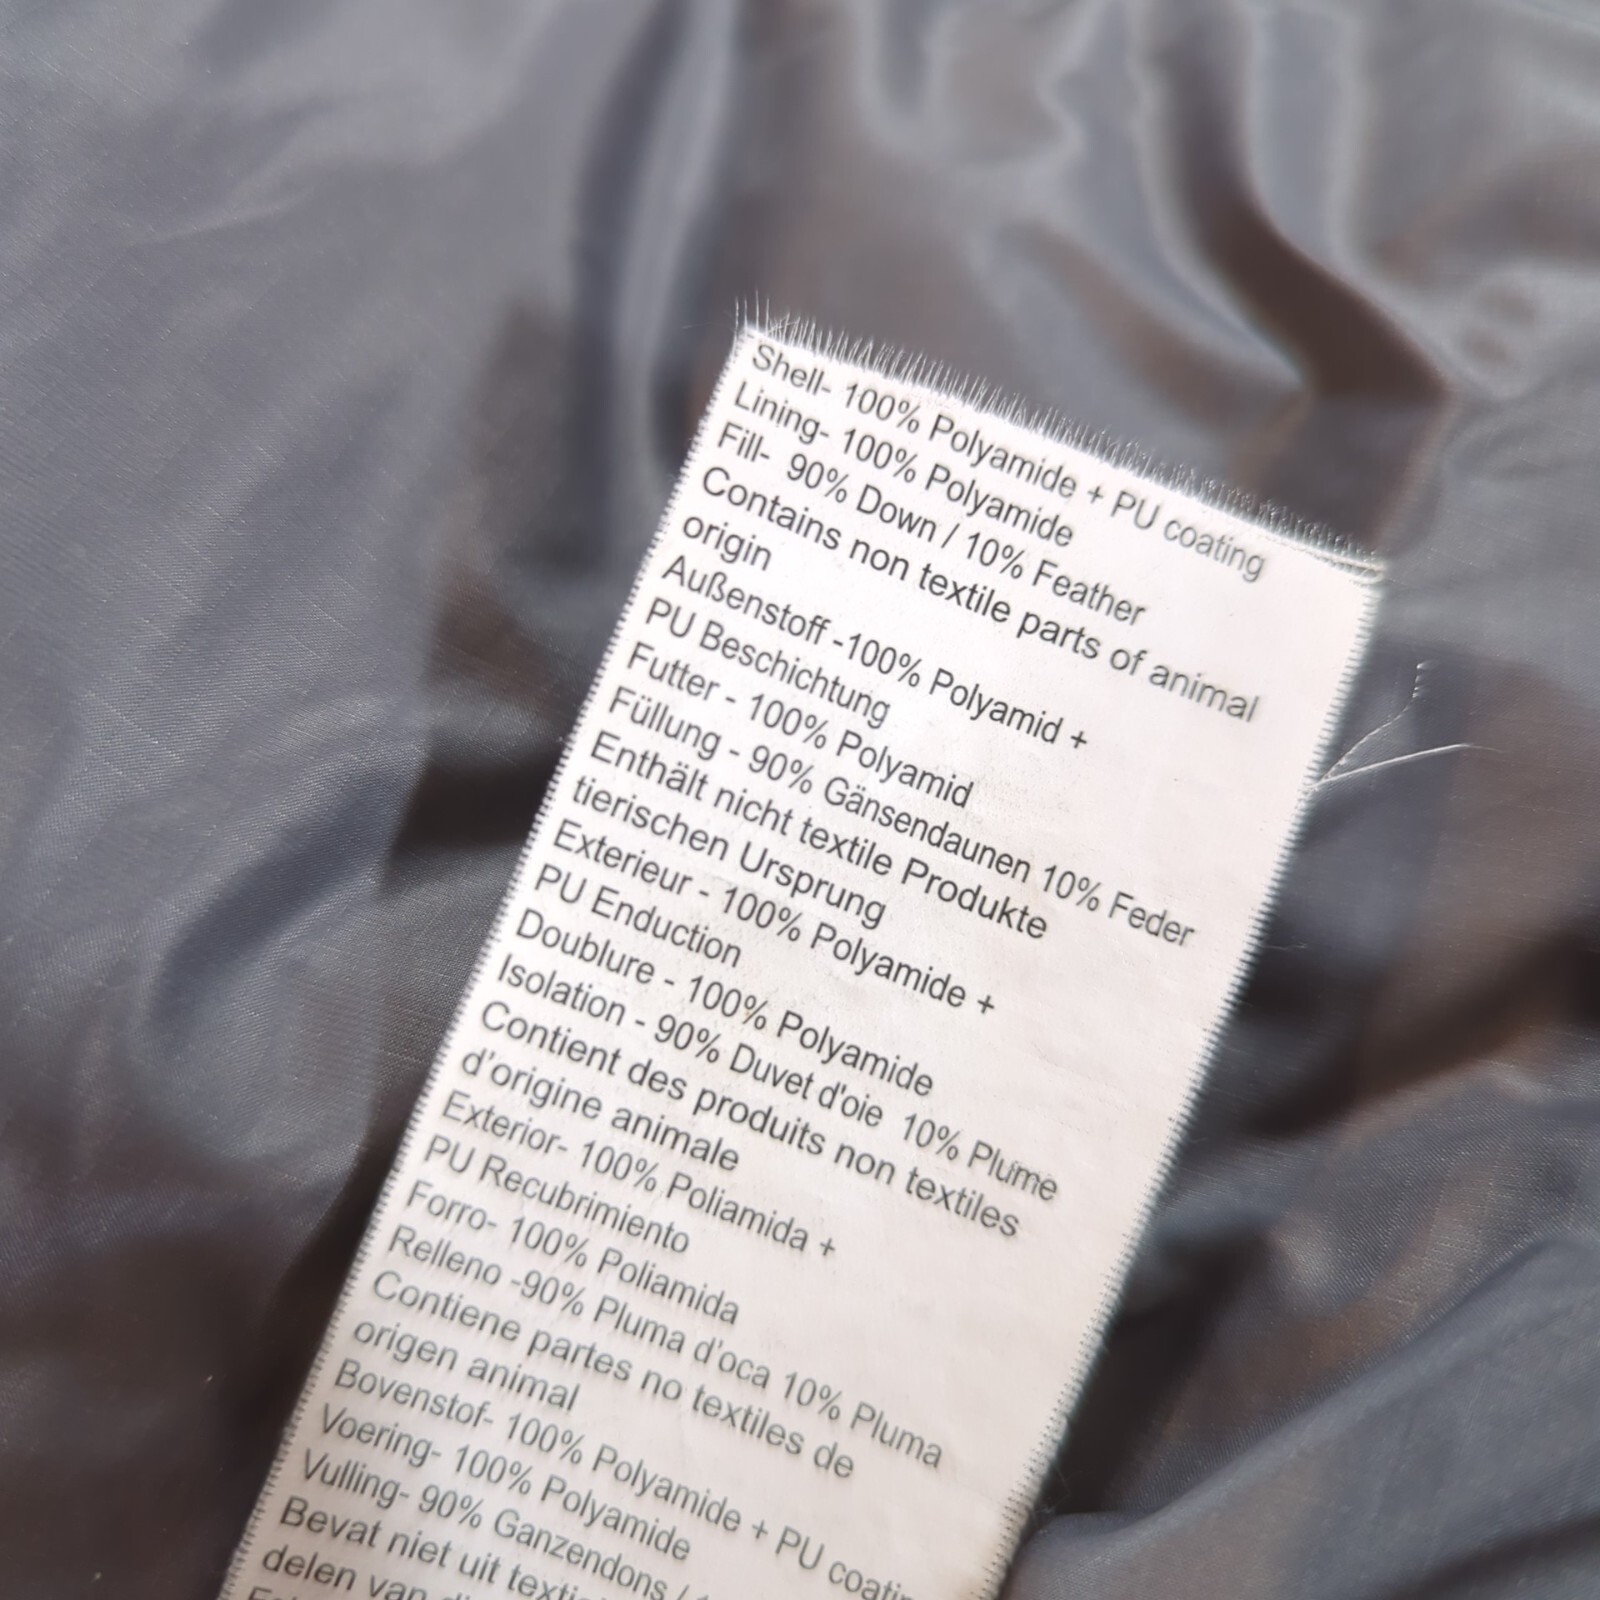 Shell- 100% Polyamide + PU coating
Lining- 100% Polyamide
Fill- 90% Down / 10% Feather
Contains non textile parts of animal
origin
Außenstoff -100% Polyamid +
PU Beschichtung
Futter - 100% Polyamid
Füllung - 90% Gänsendaunen 10% Feder
Enthält nicht textile Produkte
tierischen Ursprung
Exterieur - 100% Polyamide +
PU Enduction
Doublure - 100% Polyamide
Isolation - 90% Duvet d'oie 10% Plume
Contient des produits non textiles
d'origine animale
Exterior- 100% Poliamida +
PU Recubrimiento
Forro- 100% Poliamida
Relleno -90% Pluma d'oca 10% Pluma
Contiene partes no textiles de
origen animal
Bovenstof- 100% Polyamide + PU
Voering- 100% Polyamide
Vulling- 90% Ganzendons /
Bevat niet uit
delen van